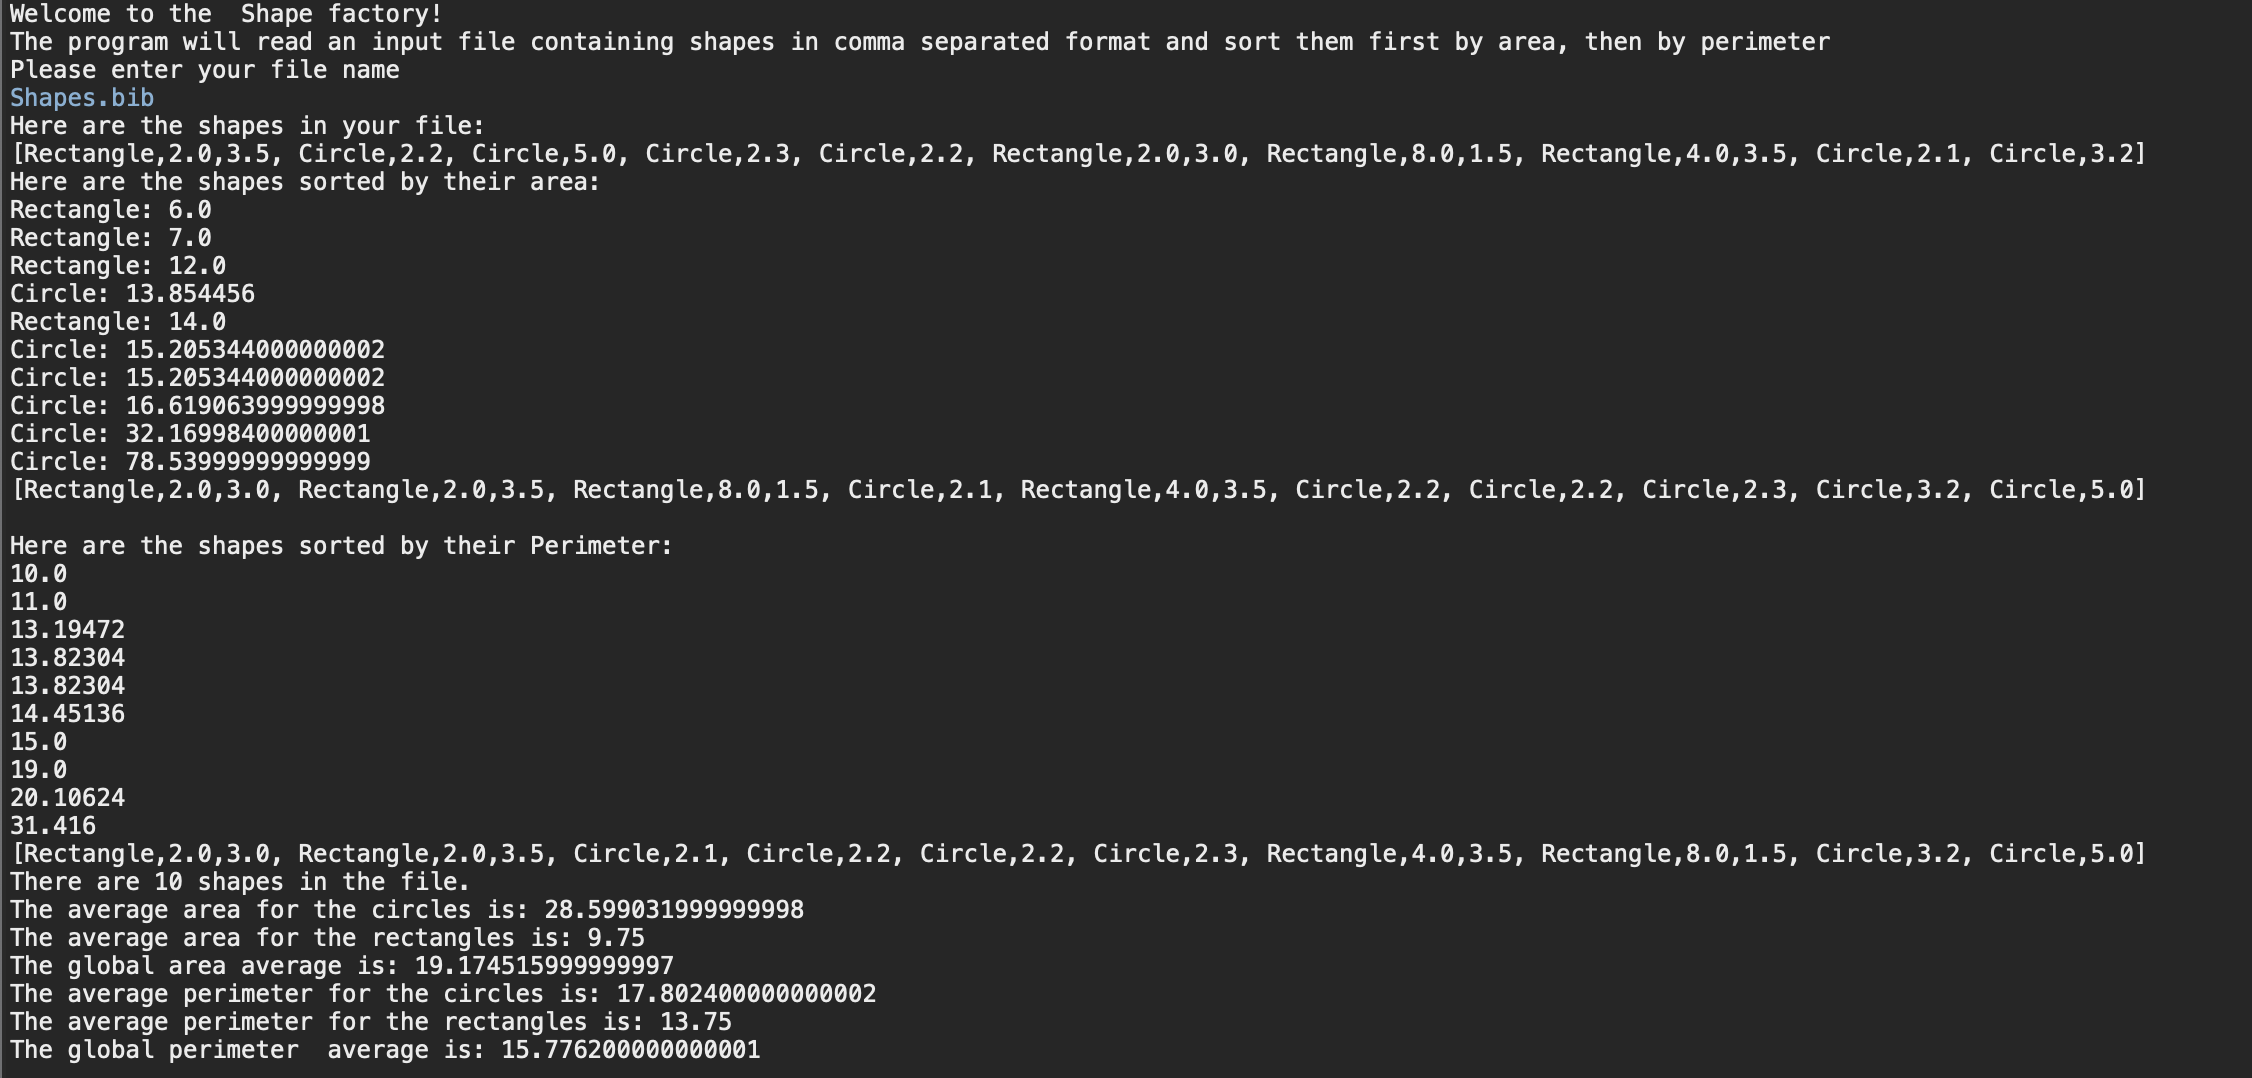 Welcome to the  Shape factory!
The program will read an input file containing shapes in comma separated format and sort them first by area, then by perimeter
Please enter your file name
Shapes.bib
Here are the shapes in your file:
[Rectangle,2.0,3.5, Circle,2.2, Circle,5.0, Circle,2.3, Circle,2.2, Rectangle,2.0,3.0, Rectangle,8.0,1.5, Rectangle,4.0,3.5, Circle,2.1, Circle,3.2]
Here are the shapes sorted by their area:
Rectangle: 6.0
Rectangle: 7.0
Rectangle: 12.0
Circle: 13.854456
Rectangle: 14.0
Circle: 15.205344000000002
Circle: 15.205344000000002
Circle: 16.619063999999998
Circle: 32.16998400000001
Circle: 78.53999999999999
[Rectangle,2.0,3.0, Rectangle,2.0,3.5, Rectangle,8.0,1.5, Circle,2.1, Rectangle,4.0,3.5, Circle,2.2, Circle,2.2, Circle,2.3, Circle,3.2, Circle,5.0]
Here are the shapes sorted by their Perimeter:
10.0
11.0
13.19472
13.82304
13.82304
14.45136
15.0
19.0
20.10624
31.416
[Rectangle,2.0,3.0, Rectangle,2.0,3.5, Circle,2.1, Circle,2.2, Circle,2.2, Circle,2.3, Rectangle,4.0,3.5, Rectangle,8.0,1.5, Circle,3.2, Circle,5.0]
There are 10 shapes in the file.
The average area for the circles is: 28.599031999999998
The average area for the rectangles is: 9.75
The global area average is: 19.174515999999997
The average perimeter for the circles is: 17.802400000000002
The average perimeter for the rectangles is: 13.75
The global perimeter  average is: 15.776200000000001